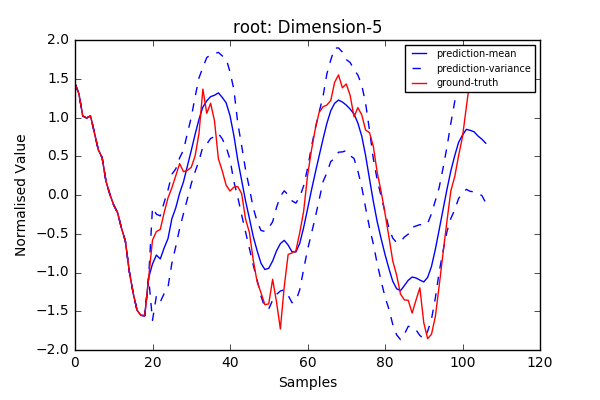 root: Dimension-5
prediction-mean
prediction-variance
ground-truth
Normalised Value
2.0
1.5
1.0
0.5
0.0
−0.5
−1.0
−1.5
−2.0
0 20 40 60 80 100 120
Samples